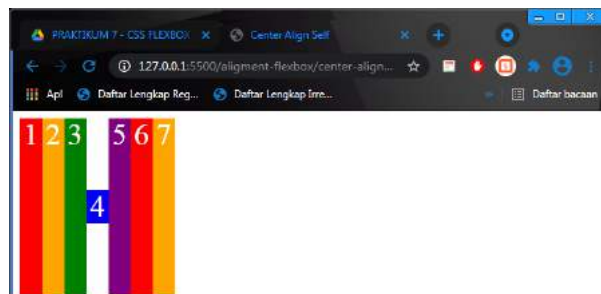 PRAKTIKUM 7 - CSS FLEXBOX
Center Align Self
127.0.0.1:5500/aligment-flexbox/center-align...
Apl
Daftar Lengkap Reg...
Daftar Lengkap Irre...
Daftar bacaan
1 2 3 4 5 6 7